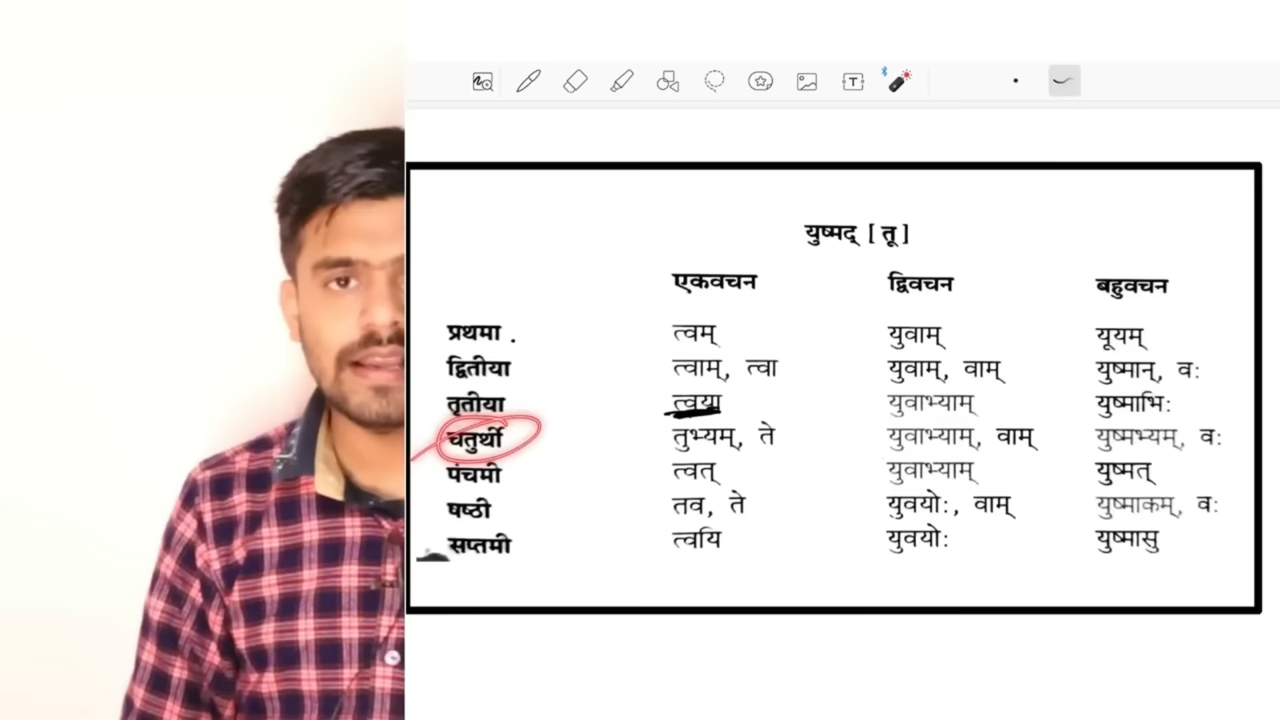 युष्मद् [ तू ]
एकवचन द्विवचन बहुवचन
प्रथमा . त्वम् युवाम् यूयम्
द्वितीया त्वाम्, त्वा युवाम्, वाम् युष्मान्, वः
तृतीया त्वया युवाभ्याम् युष्माभिः
चतुर्थी तुभ्यम्, ते युवाभ्याम्, वाम् युष्मभ्यम्, वः
पंचमी त्वत् युवाभ्याम् युष्मत्
षष्ठी तव, ते युवयोः, वाम् युष्माकम्, वः
सप्तमी त्वयि युवयोः युष्मासु